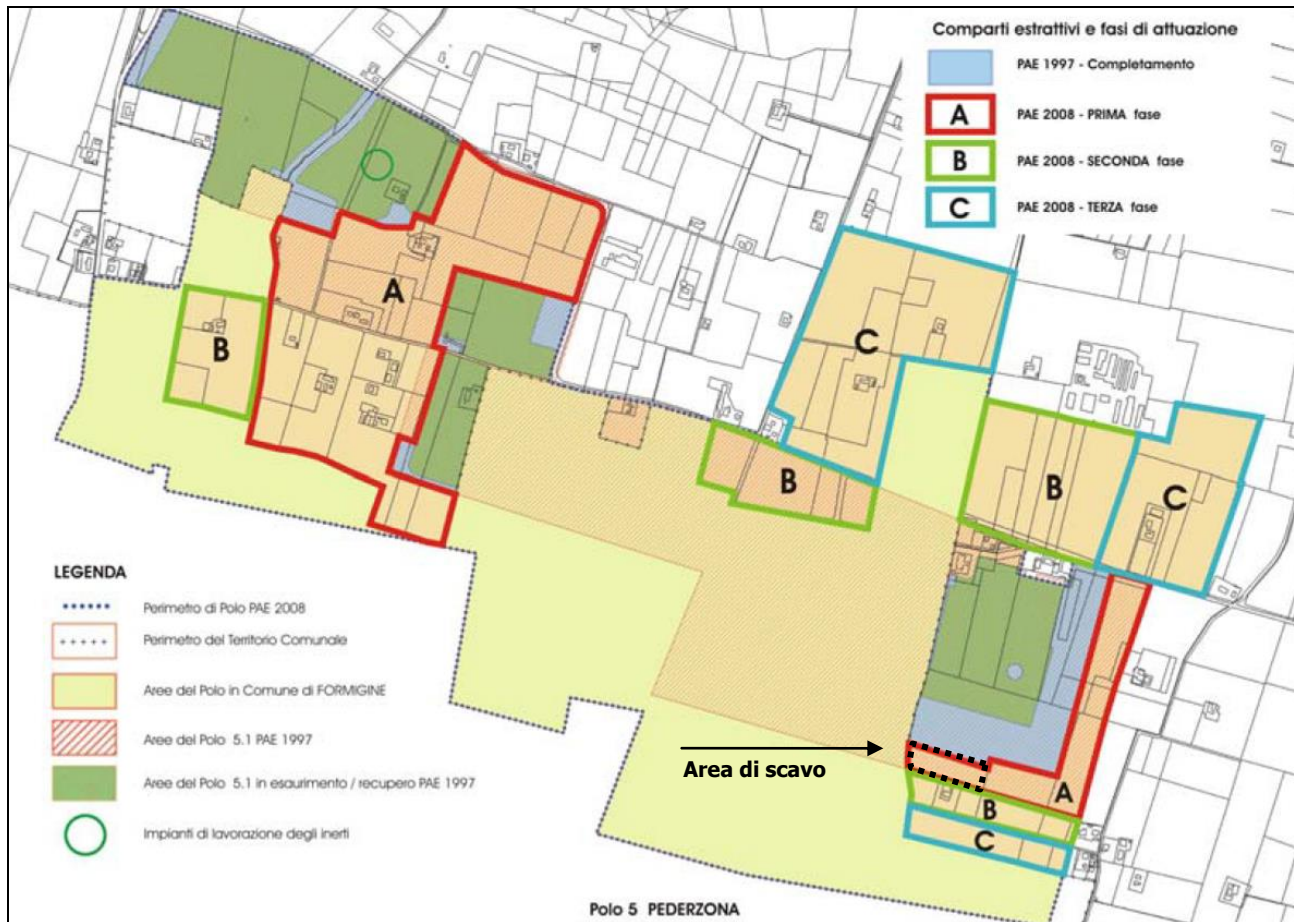 Comparti estrattivi e fasi di attuazione
PAE 1997 - Completamento
A PAE 2008 - PRIMA fase
B PAE 2008 - SECONDA fase
C PAE 2008 - TERZA fase
A
B
C
B
B
C
Area di scavo
A
B
C
LEGENDA
Perimetro di Polo PAE 2008
Perimetro del Territorio Comunale
Aree del Polo in Comune di FORMIGINE
Aree del Polo 5.1 PAE 1997
Aree del Polo 5.1 in esaurimento / recupero PAE 1997
Impianti di lavorazione degli inerti
Polo 5 PEDERZONA